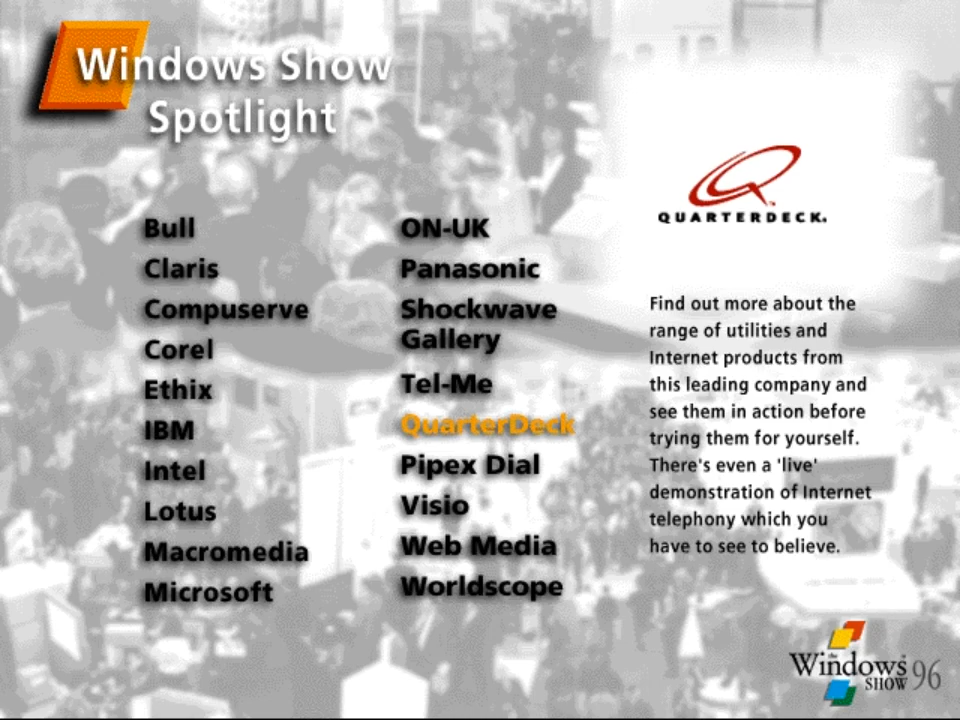 Windows Show
Spotlight
Bull
Claris
Compuserve
Corel
Ethix
IBM
Intel
Lotus
Macromedia
Microsoft
ON-UK
Panasonic
Shockwave
Gallery
Tel-Me
QuarterDeck
Pipex Dial
Visio
Web Media
Worldscope
QUARTERDECK.
Find out more about the
range of utilities and
Internet products from
this leading company and
see them in action before
trying them for yourself.
There's even a 'live'
demonstration of Internet
telephony which you
have to see to believe.
the
Windows
SHOW 96